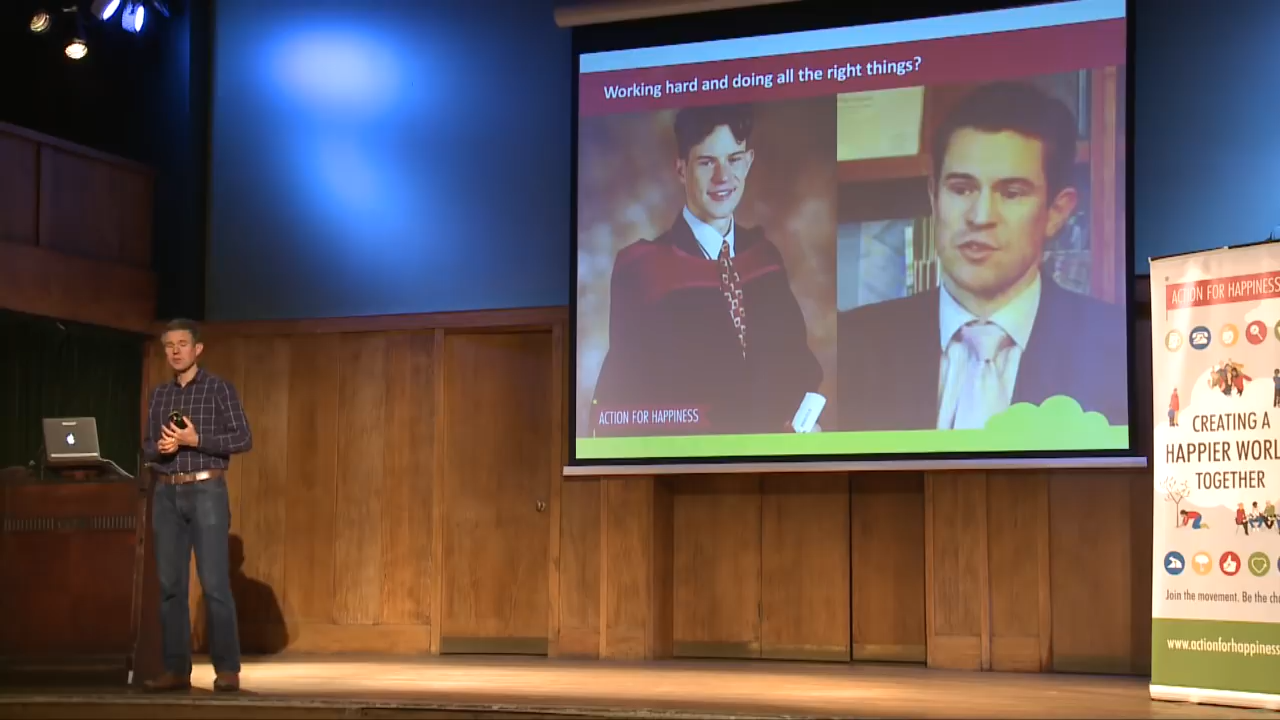 Working hard and doing all the right things?
ACTION FOR HAPPINESS
ACTION FOR HAPPINESS
CREATING A
HAPPIER WORL
TOGETHER
Join the movement. Be the ch
www.actionforhappiness